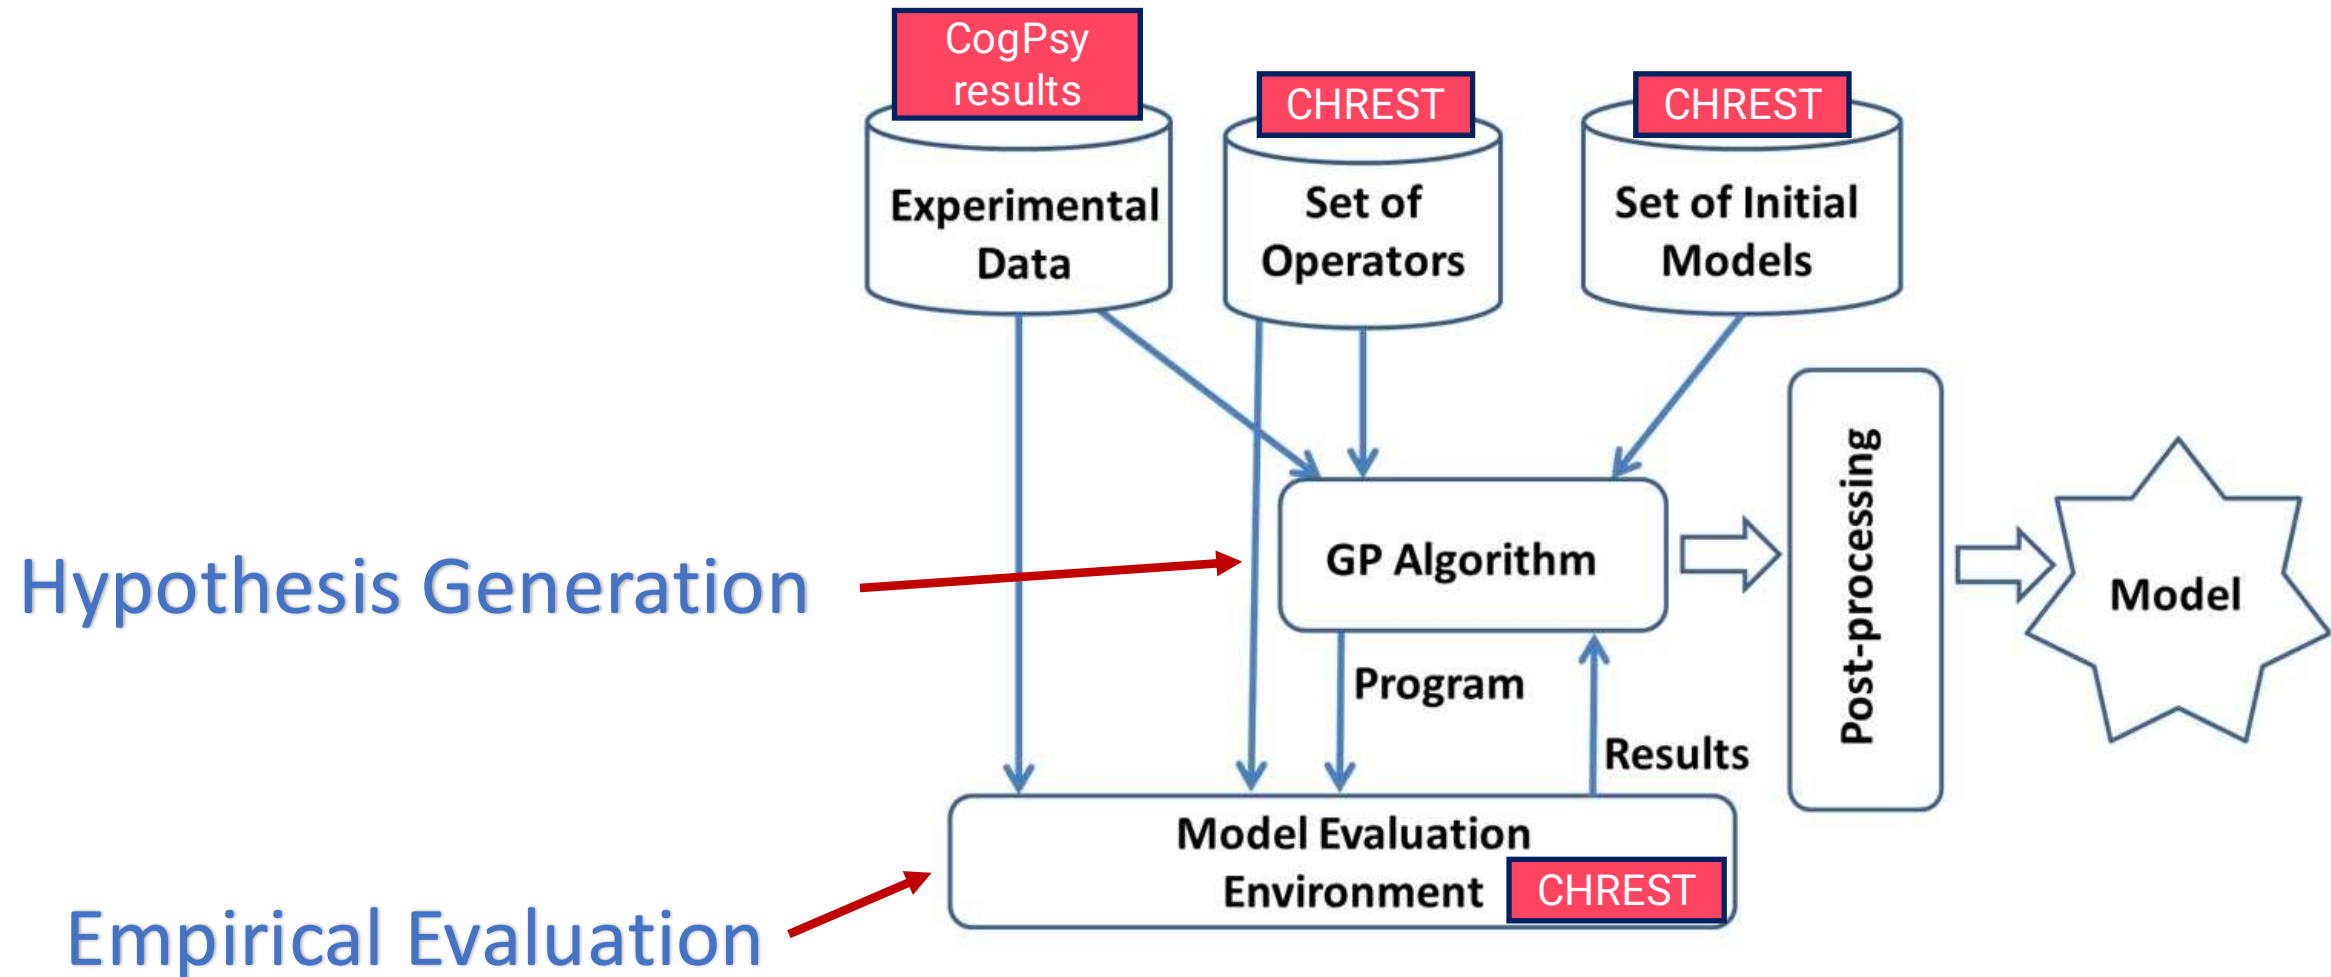 CogPsy
results
CHREST
CHREST
Experimental
Data
Set of
Operators
Set of Initial
Models
Hypothesis Generation
GP Algorithm
Post-processing
Model
Program
Results
Model Evaluation
Environment
CHREST
Empirical Evaluation